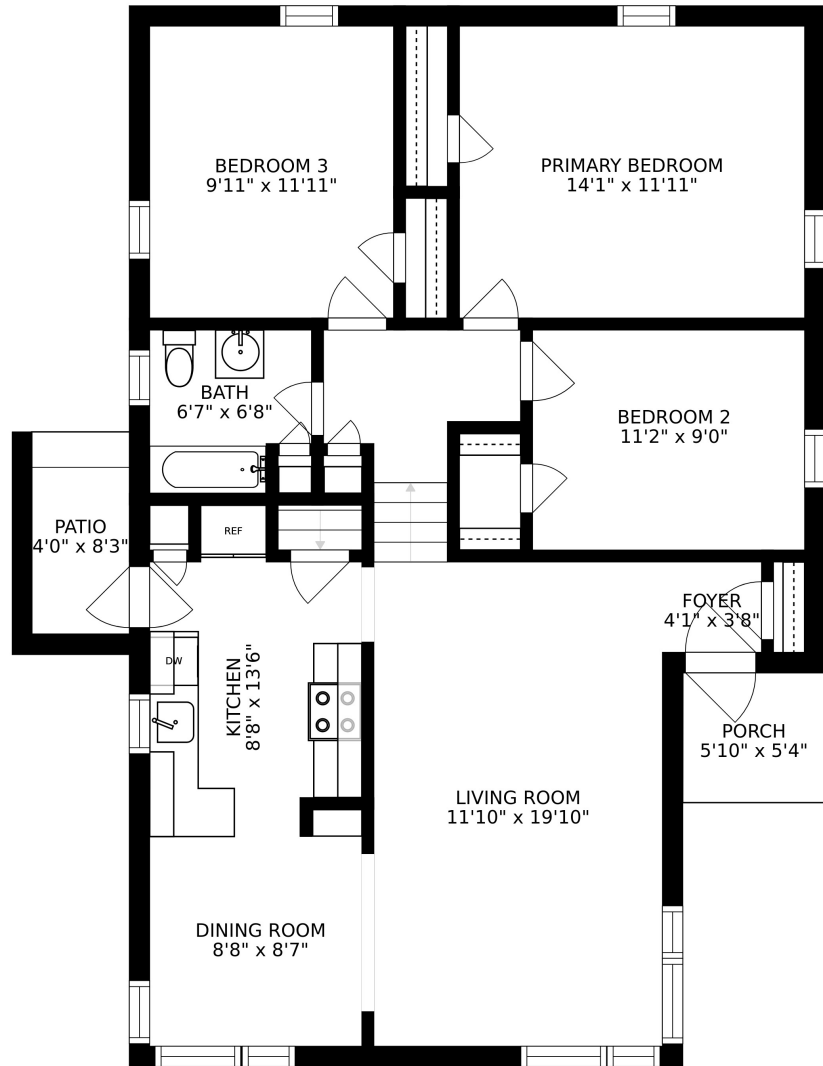 BEDROOM 3
9'11" x 11'11"
PRIMARY BEDROOM
14'1" x 11'11"
BATH
6'7" x 6'8"
BEDROOM 2
11'2" x 9'0"
PATIO
4'0" x 8'3"
REF
FOYER
4'1" x 3'8"
DW
KITCHEN
8'8" x 13'6"
PORCH
5'10" x 5'4"
LIVING ROOM
11'10" x 19'10"
DINING ROOM
8'8" x 8'7"